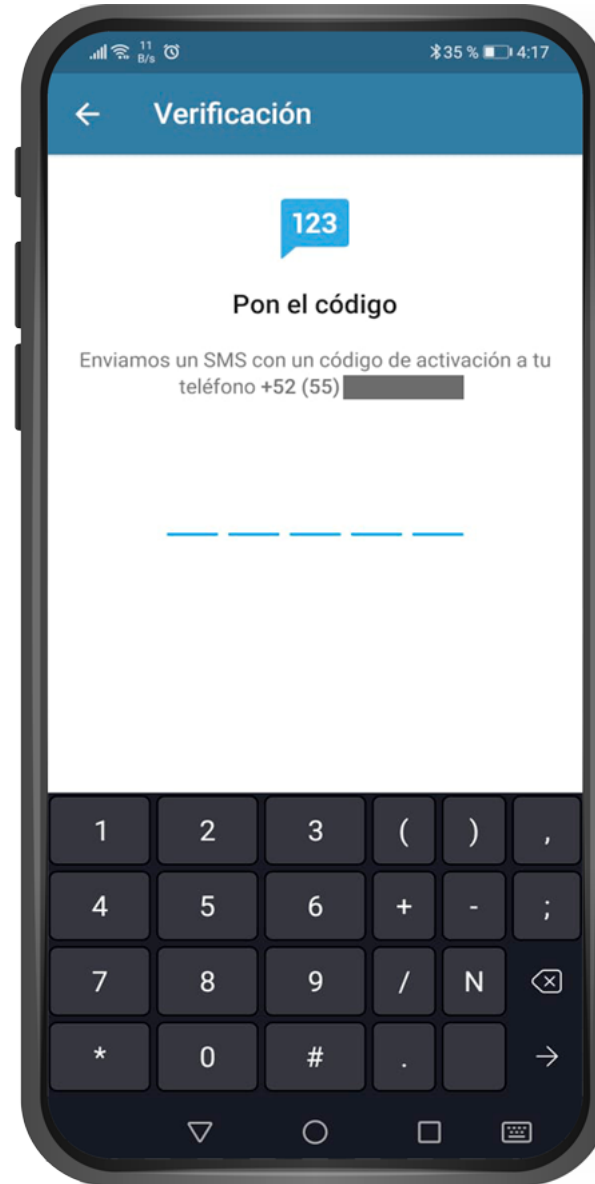 11
B/s
35 % 4:17
Verificación
123
Pon el código
Enviamos un SMS con un código de activación a tu
teléfono +52 (55)
1 2 3 ( ) ,
4 5 6 + - ;
7 8 9 / N
* 0 # .